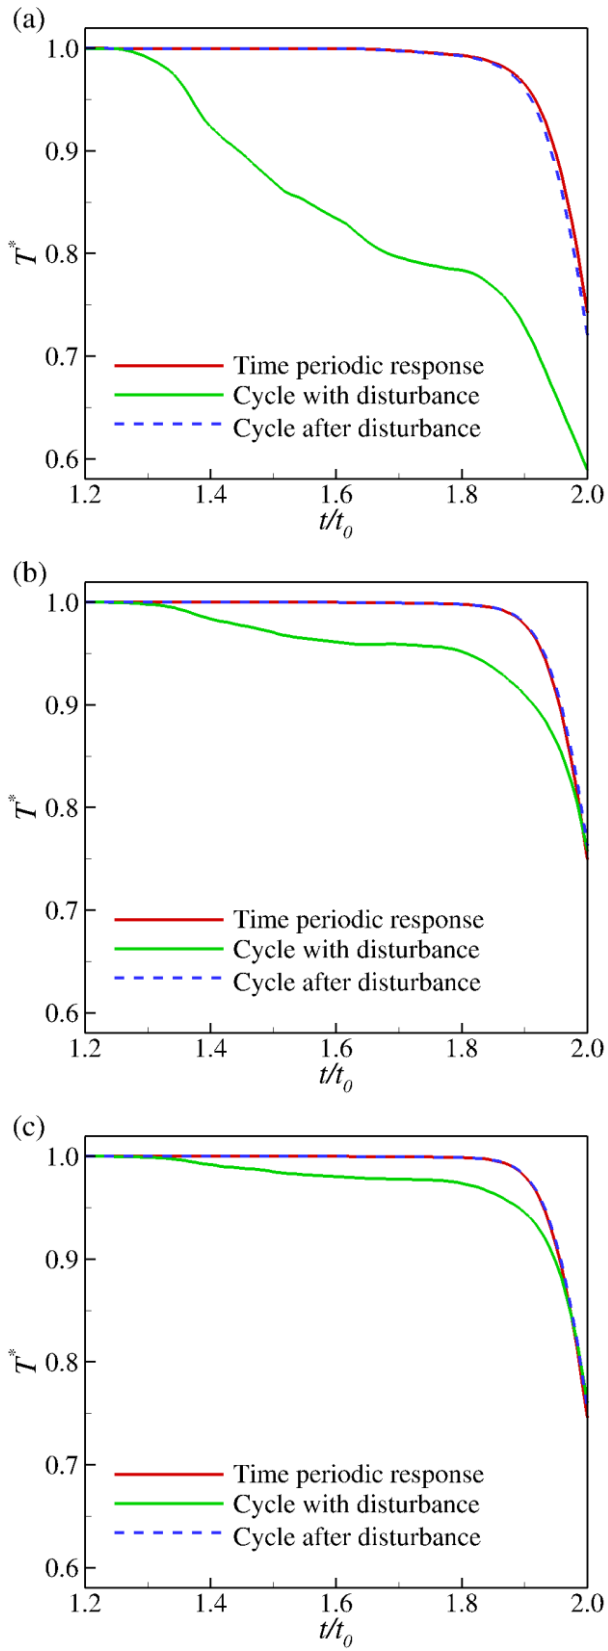 (a)
1.0
0.9
0.8
0.7
0.6
T*
Time periodic response
Cycle with disturbance
Cycle after disturbance
1.2 1.4 1.6 1.8 2.0
t/t0
(b)
1.0
0.9
0.8
0.7
0.6
T*
Time periodic response
Cycle with disturbance
Cycle after disturbance
1.2 1.4 1.6 1.8 2.0
t/t0
(c)
1.0
0.9
0.8
0.7
0.6
T*
Time periodic response
Cycle with disturbance
Cycle after disturbance
1.2 1.4 1.6 1.8 2.0
t/t0